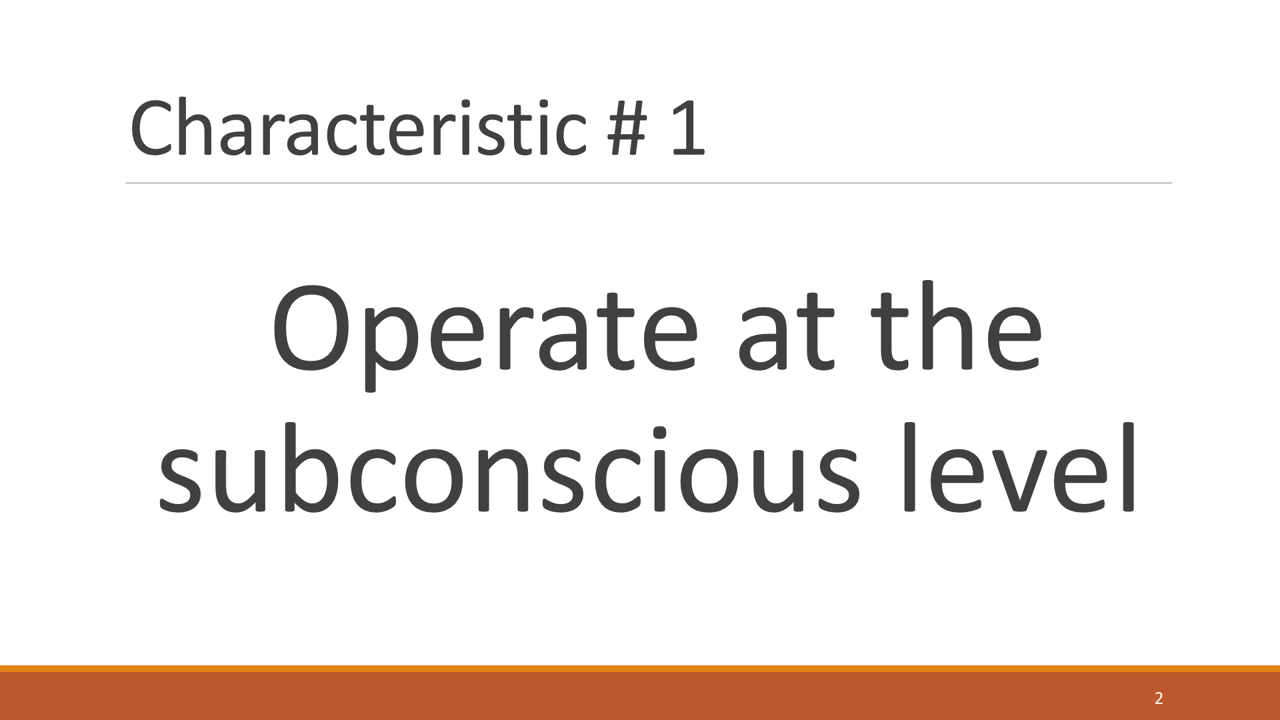 Characteristic # 1
Operate at the
subconscious level
2